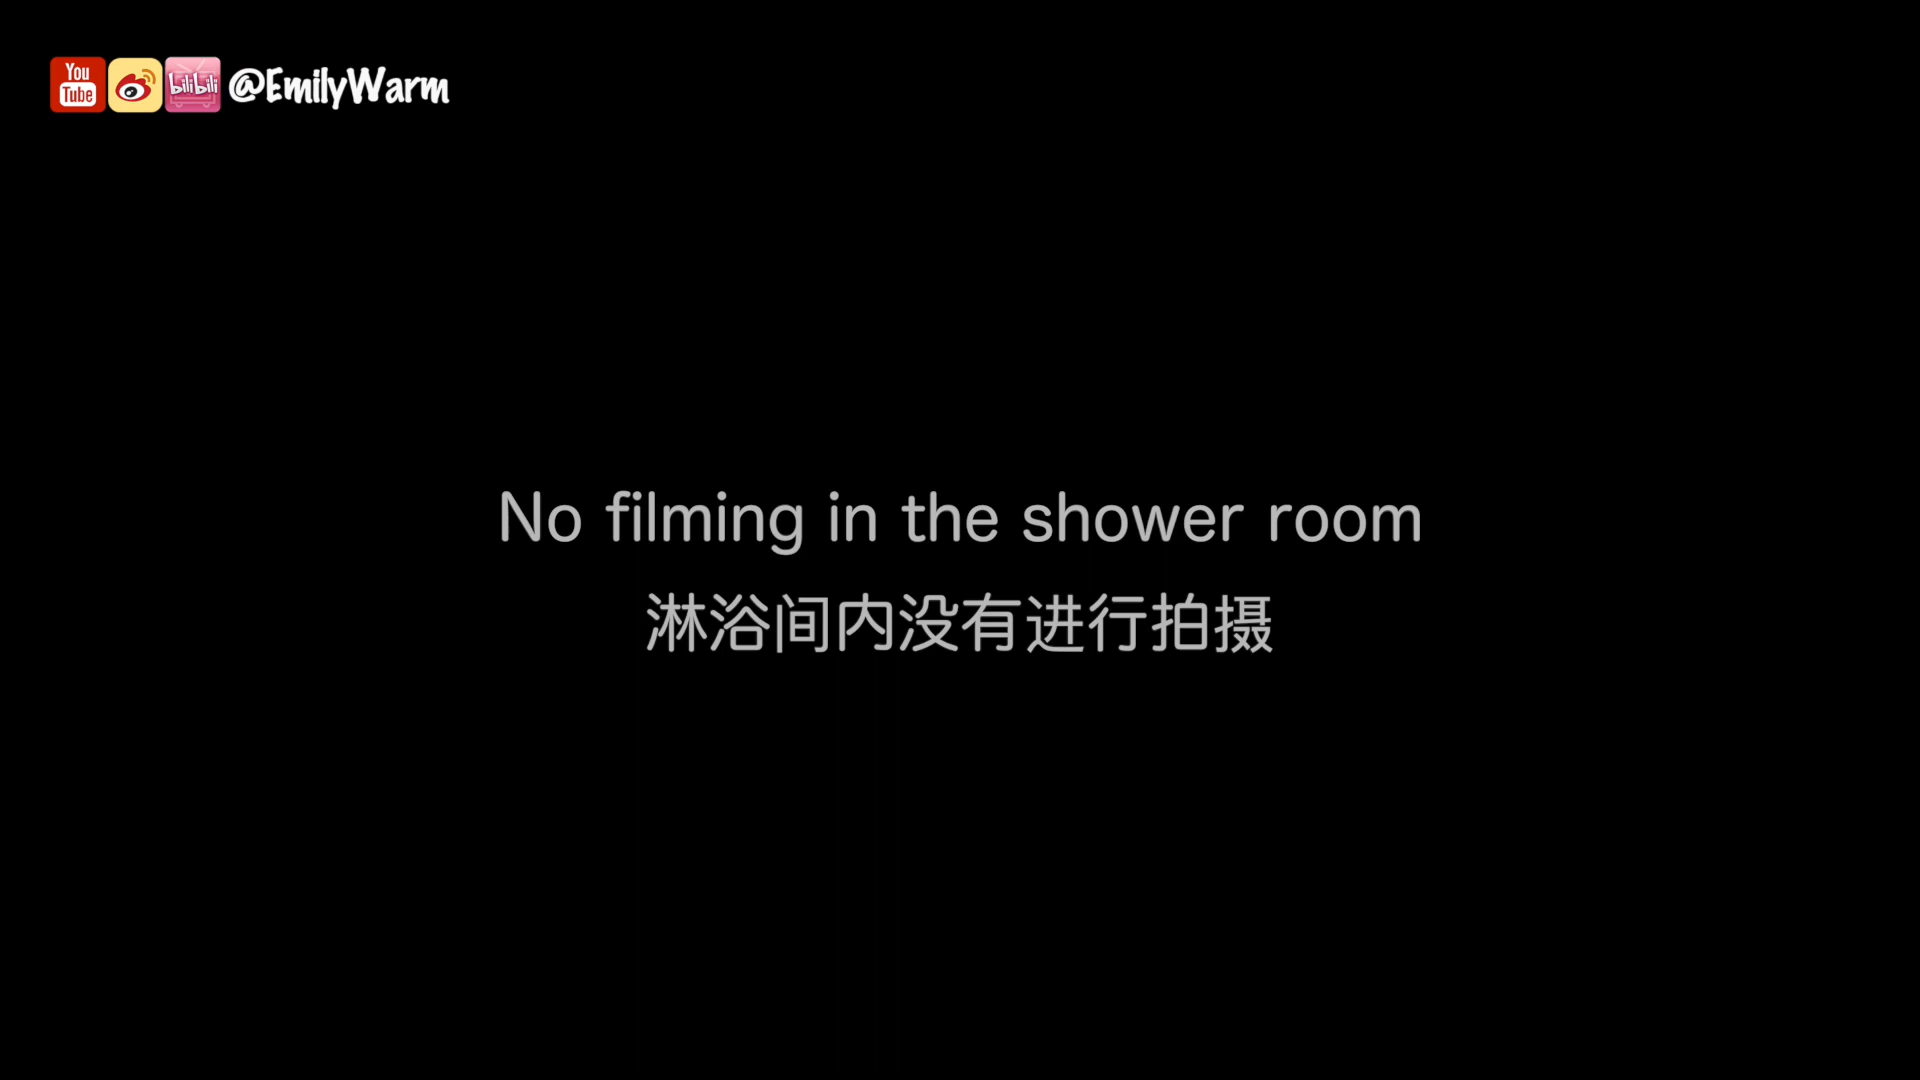 You Tube bilibili @EmilyWarm
No filming in the shower room
淋浴间内没有进行拍摄